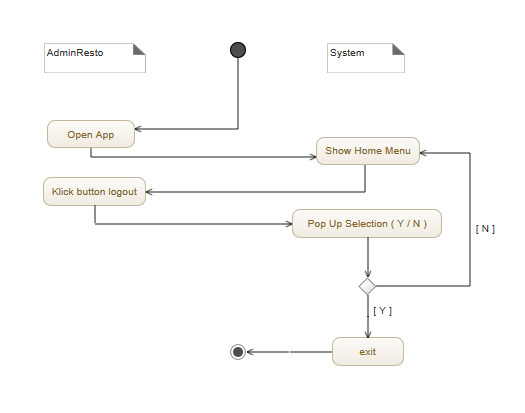 AdminResto
System
Open App
Show Home Menu
Klick button logout
Pop Up Selection ( Y / N )
[ N ]
[ Y ]
exit